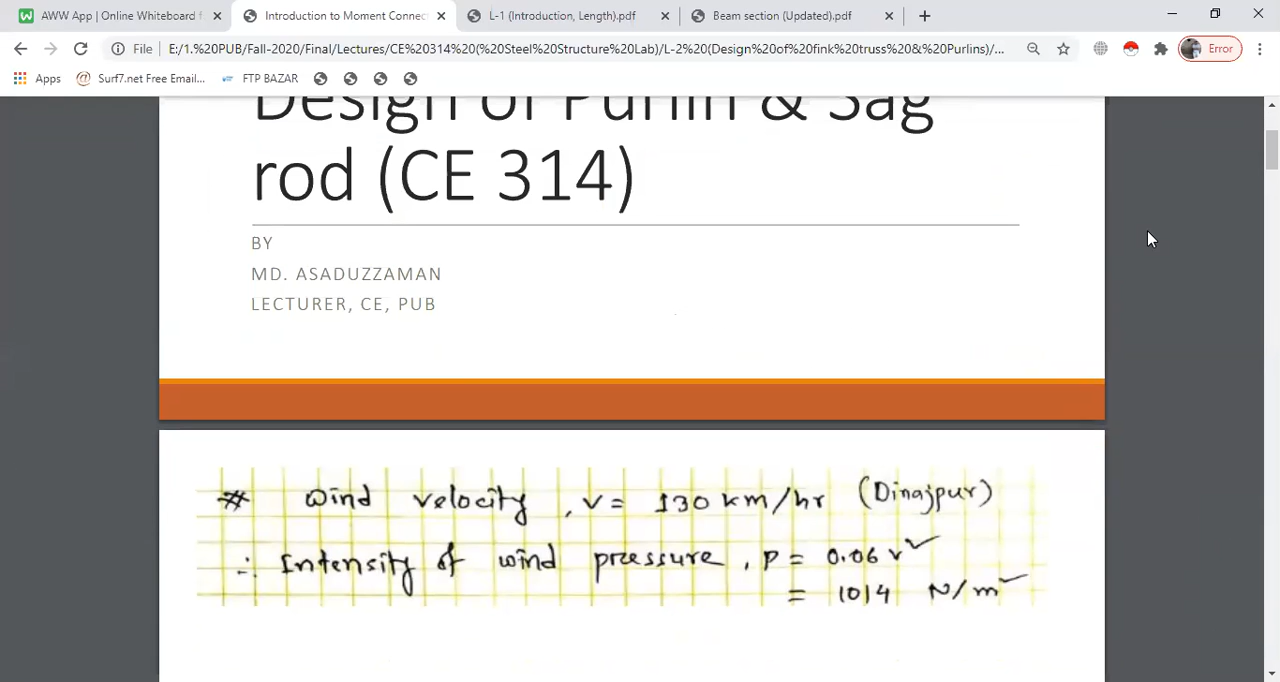 AWW App | Online Whiteboard f
Introduction to Moment Connec
L-1 (Introduction, Length).pdf
Beam section (Updated).pdf
File
E:/1.%20PUB/Fall-2020/Final/Lectures/CE%20314%20(%20Steel%20Structure%20Lab)/L-2%20(Design%20of%20fink%20truss%20&%20Purlins)/...
Error
Apps
Surf7.net Free Email...
FTP BAZAR
Design of Purlin & Sag
rod (CE 314)
BY
MD. ASADUZZAMAN
LECTURER, CE, PUB
# Wind velocity, v = 130 km/hr (Dinajpur)
∴ Intensity of wind pressure, P = 0.06 v²
= 1014 N/m²